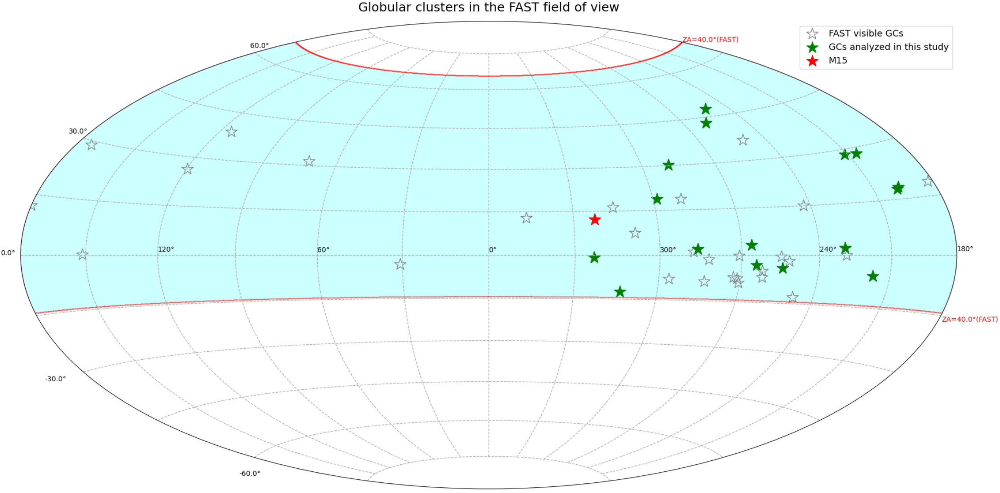 Globular clusters in the FAST field of view
FAST visible GCs
GCs analyzed in this study
M15
ZA=40.0°(FAST)
60.0°
30.0°
0.0°
120°
60°
0°
300°
240°
180°
ZA=40.0°(FAST)
-30.0°
-60.0°